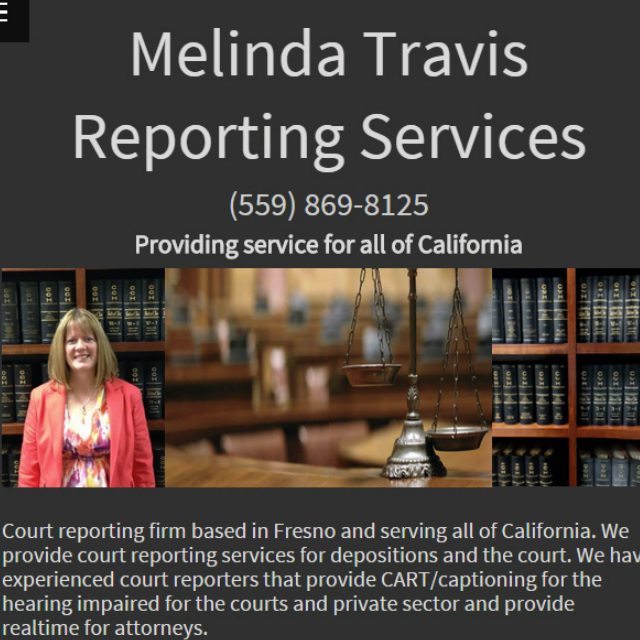 Melinda Travis
Reporting Services
(559) 869-8125
Providing service for all of California
Court reporting firm based in Fresno and serving all of California. We
provide court reporting services for depositions and the court. We hav
experienced court reporters that provide CART/captioning for the
hearing impaired for the courts and private sector and provide
realtime for attorneys.